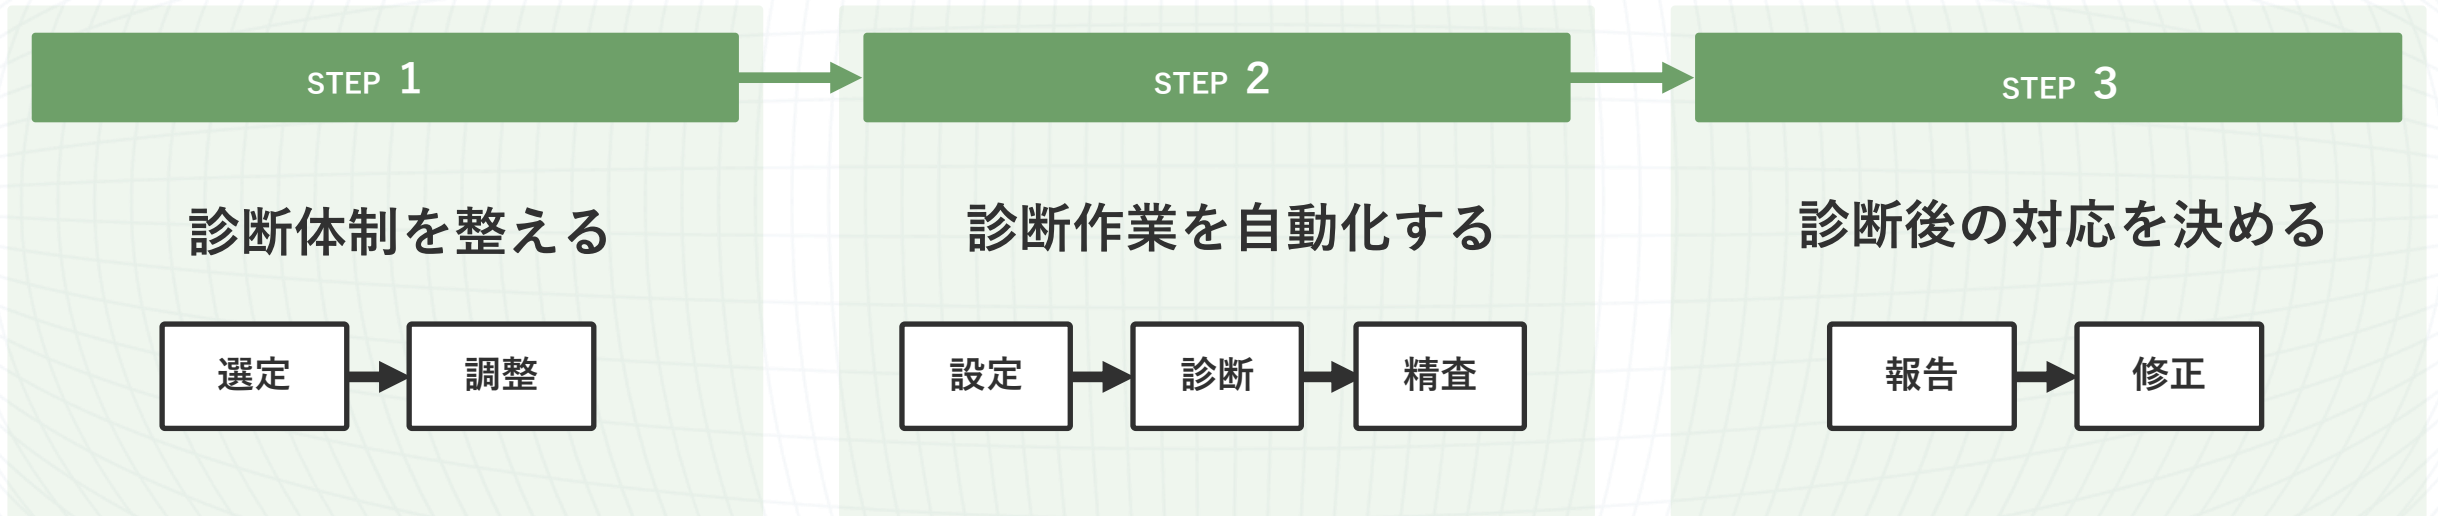 STEP 1
STEP 2
STEP 3
診断体制を整える
診断作業を自動化する
診断後の対応を決める
選定
調整
設定
診断
精査
報告
修正